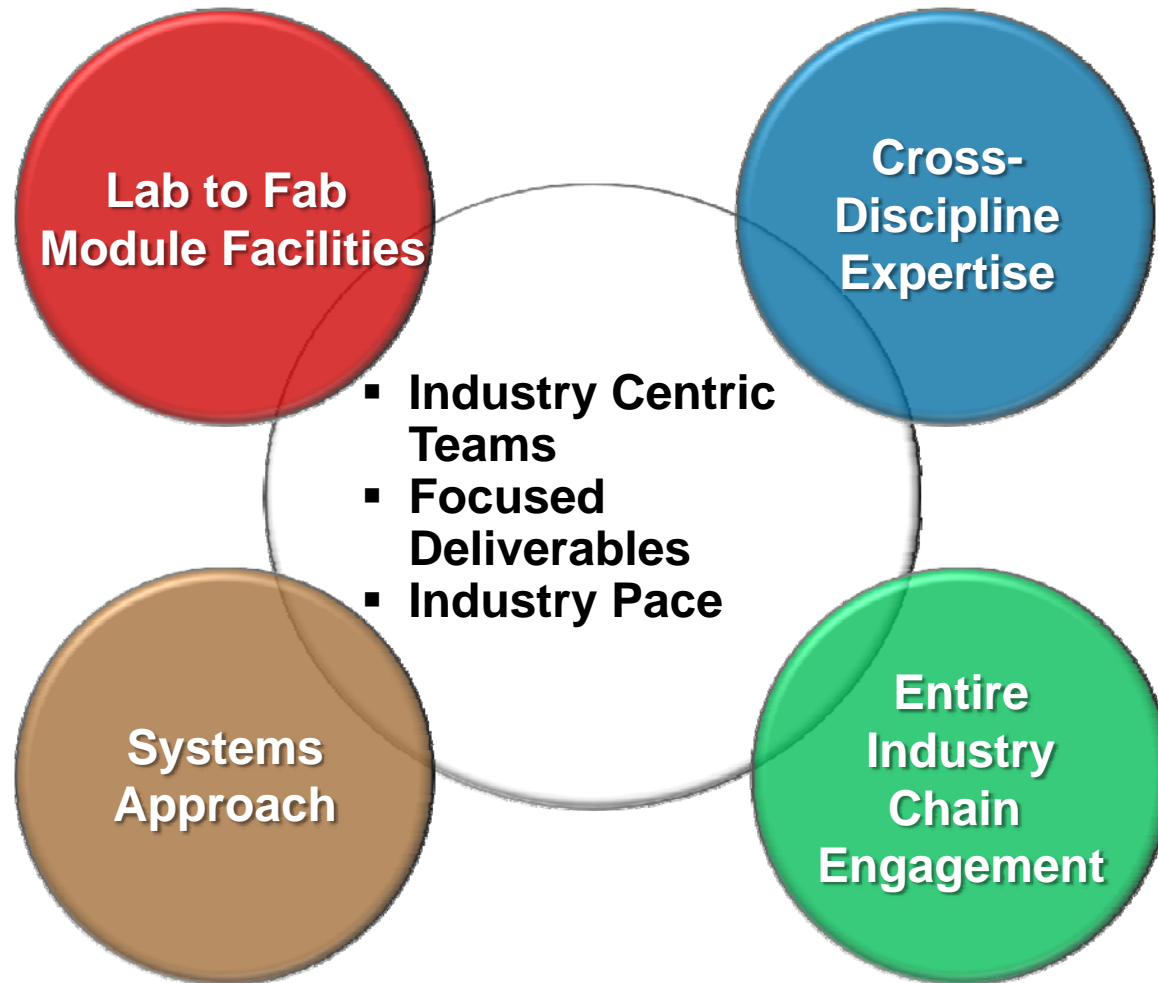 Lab to Fab
Module Facilities
Cross-
Discipline
Expertise
▪ Industry Centric
Teams
▪ Focused
Deliverables
▪ Industry Pace
Systems
Approach
Entire
Industry
Chain
Engagement